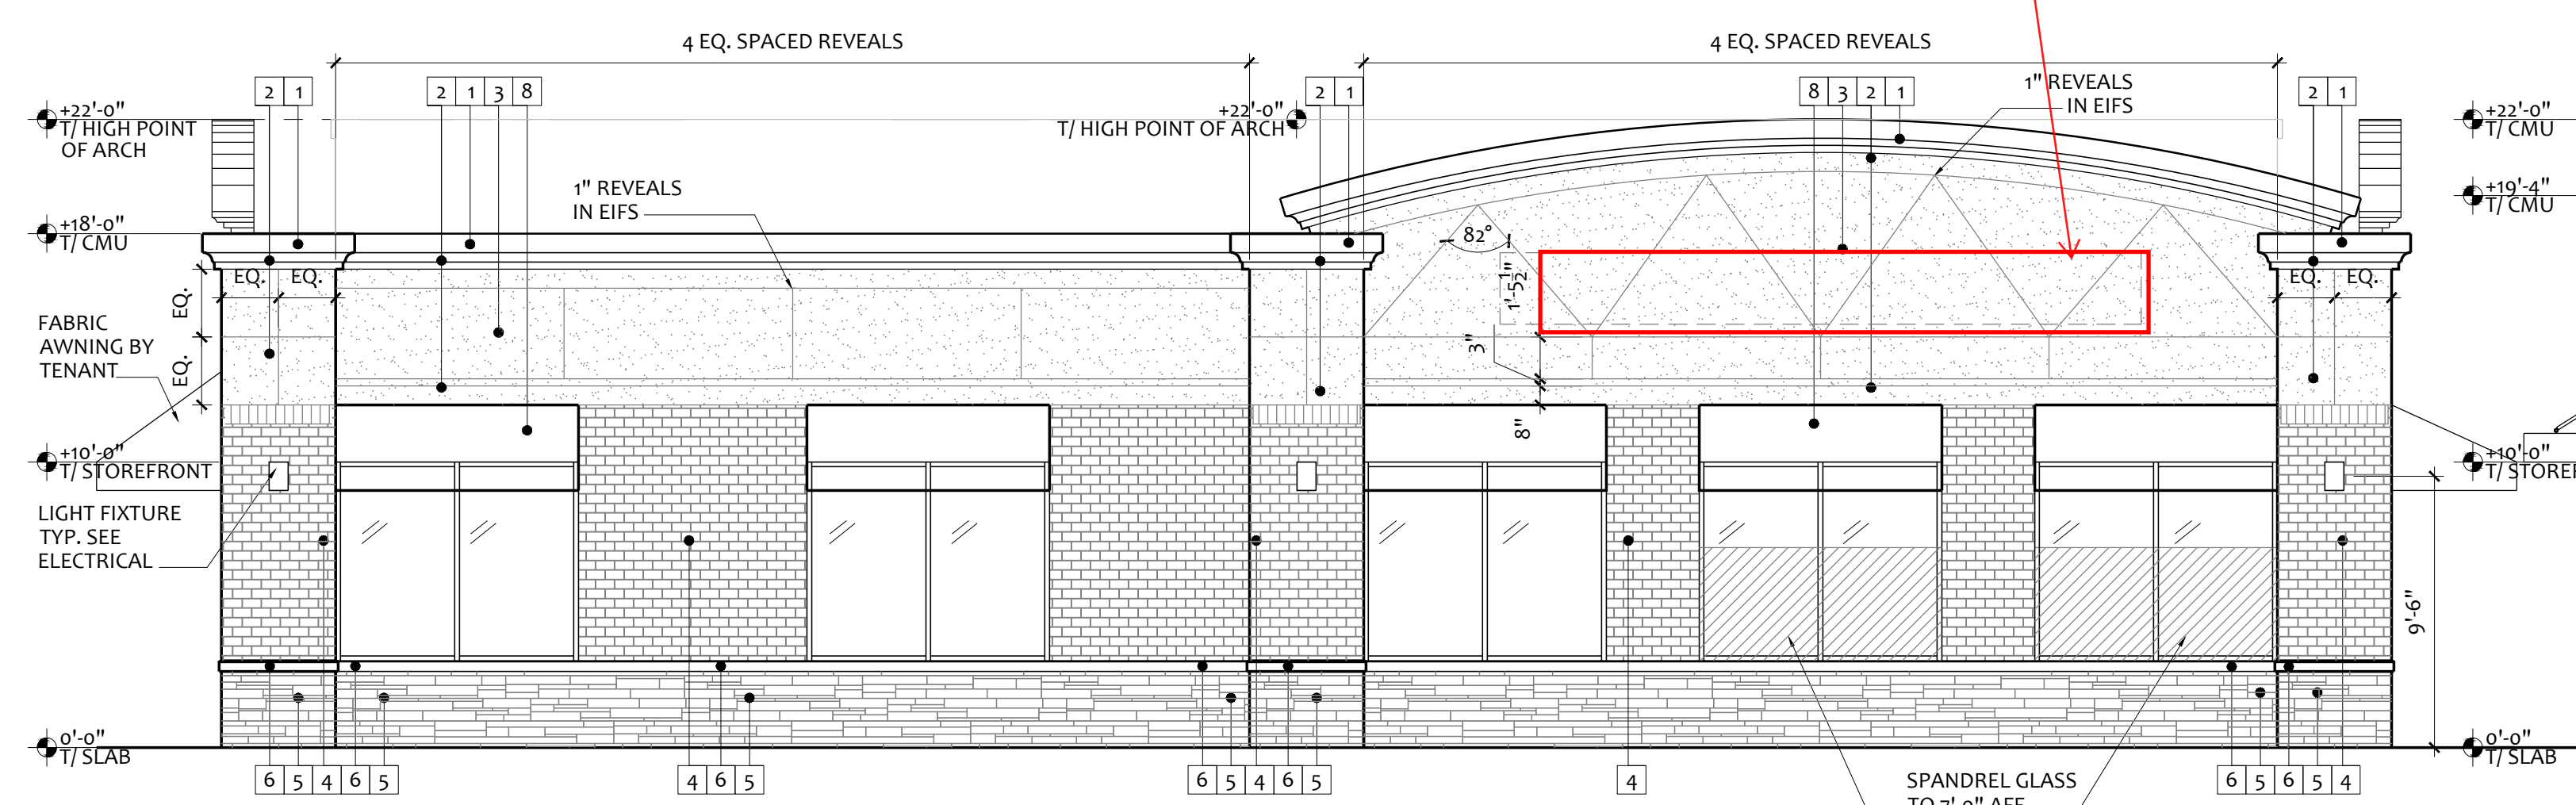 4 EQ. SPACED REVEALS
4 EQ. SPACED REVEALS
2 1
2 1 3 8
2 1
8 3 2 1
2 1
1" REVEALS
IN EIFS
+22'-0"
T/ HIGH POINT
OF ARCH
+22'-0"
T/ HIGH POINT OF ARCH
+22'-0"
T/ CMU
1" REVEALS
IN EIFS
+19'-4"
T/ CMU
+18'-0"
T/ CMU
82°
EQ. EQ.
EQ. EQ.
EQ.
EQ.
1'-5 1/2"
3"
8"
FABRIC
AWNING BY
TENANT
+10'-0"
T/ STOREFRONT
+10'-0"
T/ STOREF
LIGHT FIXTURE
TYP. SEE
ELECTRICAL
9'-6"
0'-0"
T/ SLAB
0'-0"
T/ SLAB
6 5 4 6 5
4 6 5
6 5 4 6 5
4
6 5 6 5 4
SPANDREL GLASS
TO 7'-0" AFF